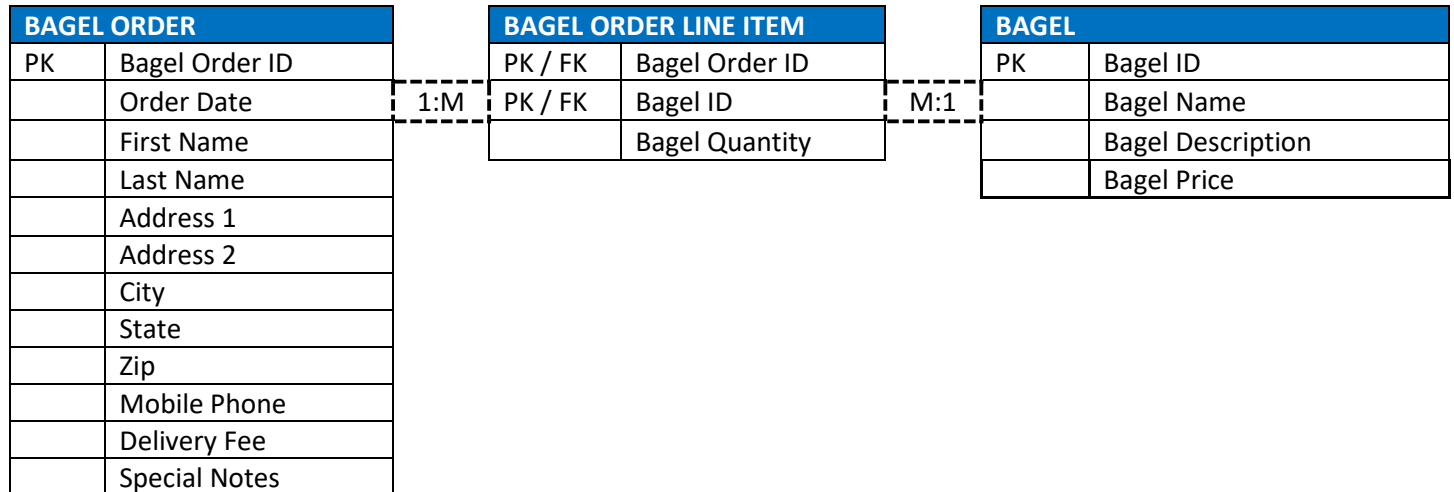 BAGEL ORDER
PK Bagel Order ID
Order Date
First Name
Last Name
Address 1
Address 2
City
State
Zip
Mobile Phone
Delivery Fee
Special Notes
1:M
BAGEL ORDER LINE ITEM
PK / FK Bagel Order ID
PK / FK Bagel ID
Bagel Quantity
M:1
BAGEL
PK Bagel ID
Bagel Name
Bagel Description
Bagel Price